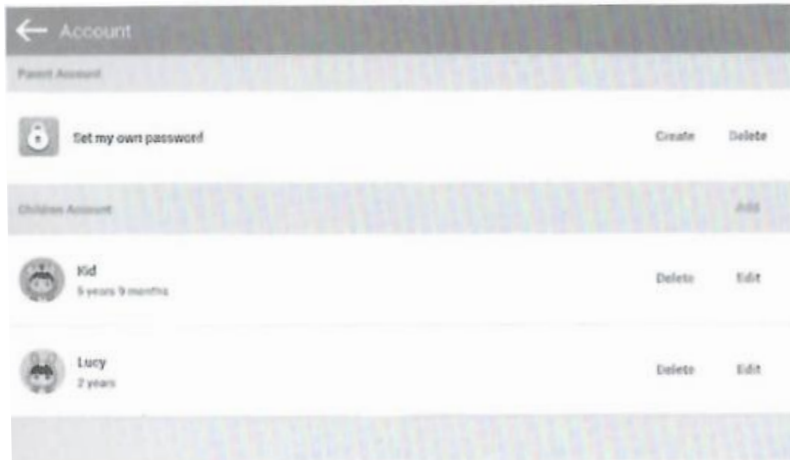 Account
Parent Account
Set my own password Create Delete
Children Account Add
Kid
5 years 9 months
Delete Edit
Lucy
2 years
Delete Edit